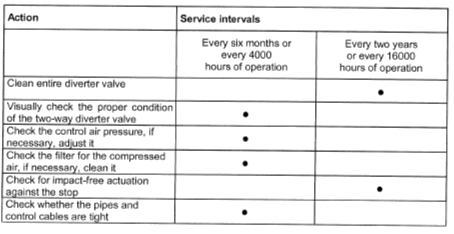 Action Service intervals
Every six months or Every two years
every 4000 or every 16000
hours of operation hours of operation
Clean entire diverter valve
•
Visually check the proper condition
of the two-way diverter valve •
Check the control air pressure, if
necessary, adjust it •
Check the filter for the compressed
air, if necessary, clean it •
Check for impact-free actuation
against the stop •
Check whether the pipes and
control cables are tight •